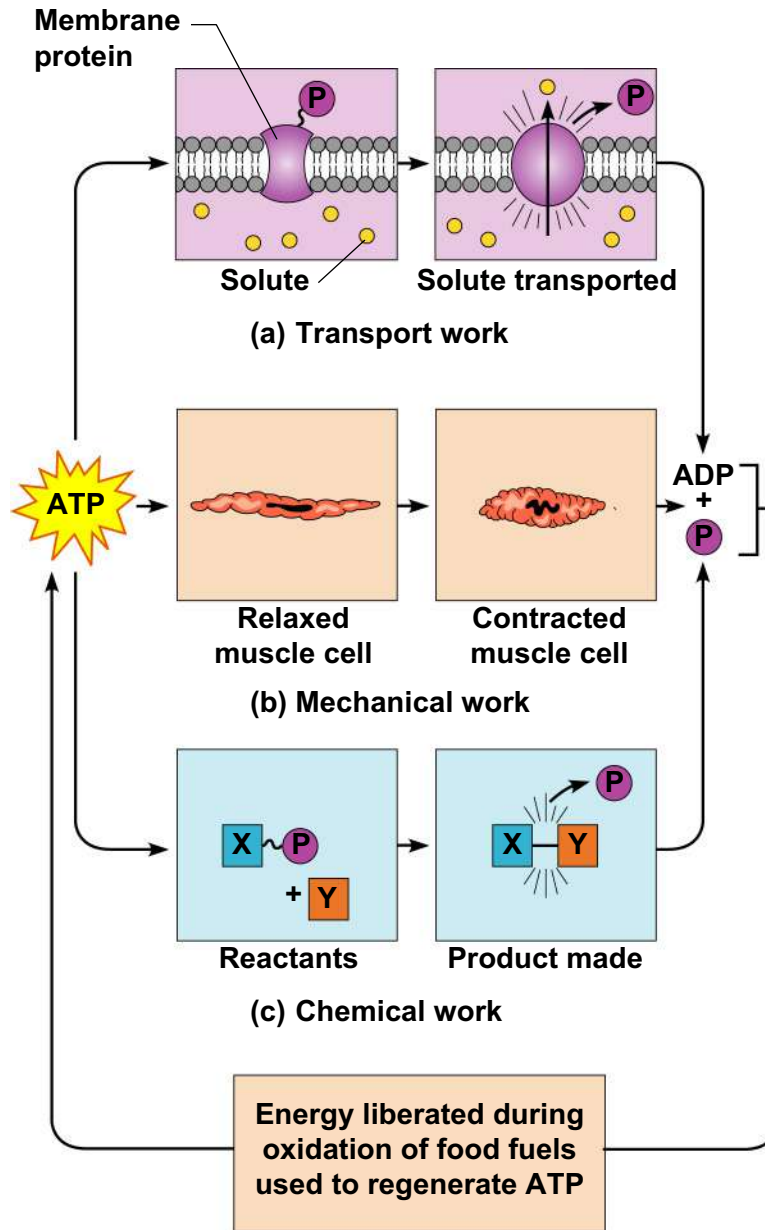 Membrane
protein
P
P
Solute
Solute transported
(a) Transport work
ATP
ADP
+
P
Relaxed
muscle cell
Contracted
muscle cell
(b) Mechanical work
X
P
+
Y
P
X
Y
Reactants
Product made
(c) Chemical work
Energy liberated during
oxidation of food fuels
used to regenerate ATP